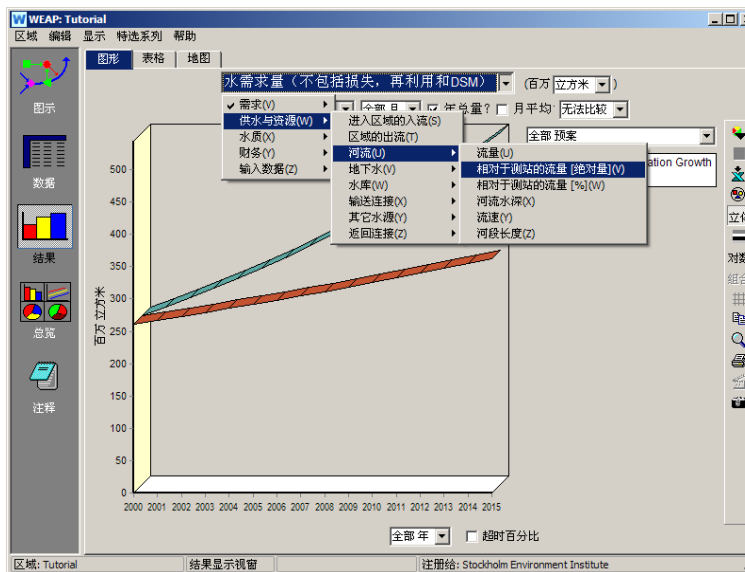 WEAP: Tutorial
区域 编辑 显示 特选系列 帮助
图形 表格 地图
水需求量（不包括损失，再利用和DSM） (百万 立方米 )
需求(V) 全部 月 年总量？ 月平均: 无法比较
供水与资源(W) 进入区域的入流(S) 全部 预案
水质(X) 区域的出流(T)
财务(Y) 河流(U) 流量(U) ation Growth
输入数据(Z) 地下水(V) 相对于测站的流量 [绝对量](V)
水库(W) 相对于测站的流量 [%](W)
输送连接(X) 河流水深(X)
其它水源(Y) 流速(Y)
返回连接(Z) 河段长度(Z)
图示
数据
结果
总览
注释
对数
组合
百万 立方米
500
450
400
350
300
250
200
150
100
50
0
2000 2001 2002 2003 2004 2005 2006 2007 2008 2009 2010 2011 2012 2013 2014 2015
全部 年 超时百分比
区域: Tutorial 结果显示视窗 注册给: Stockholm Environment Institute